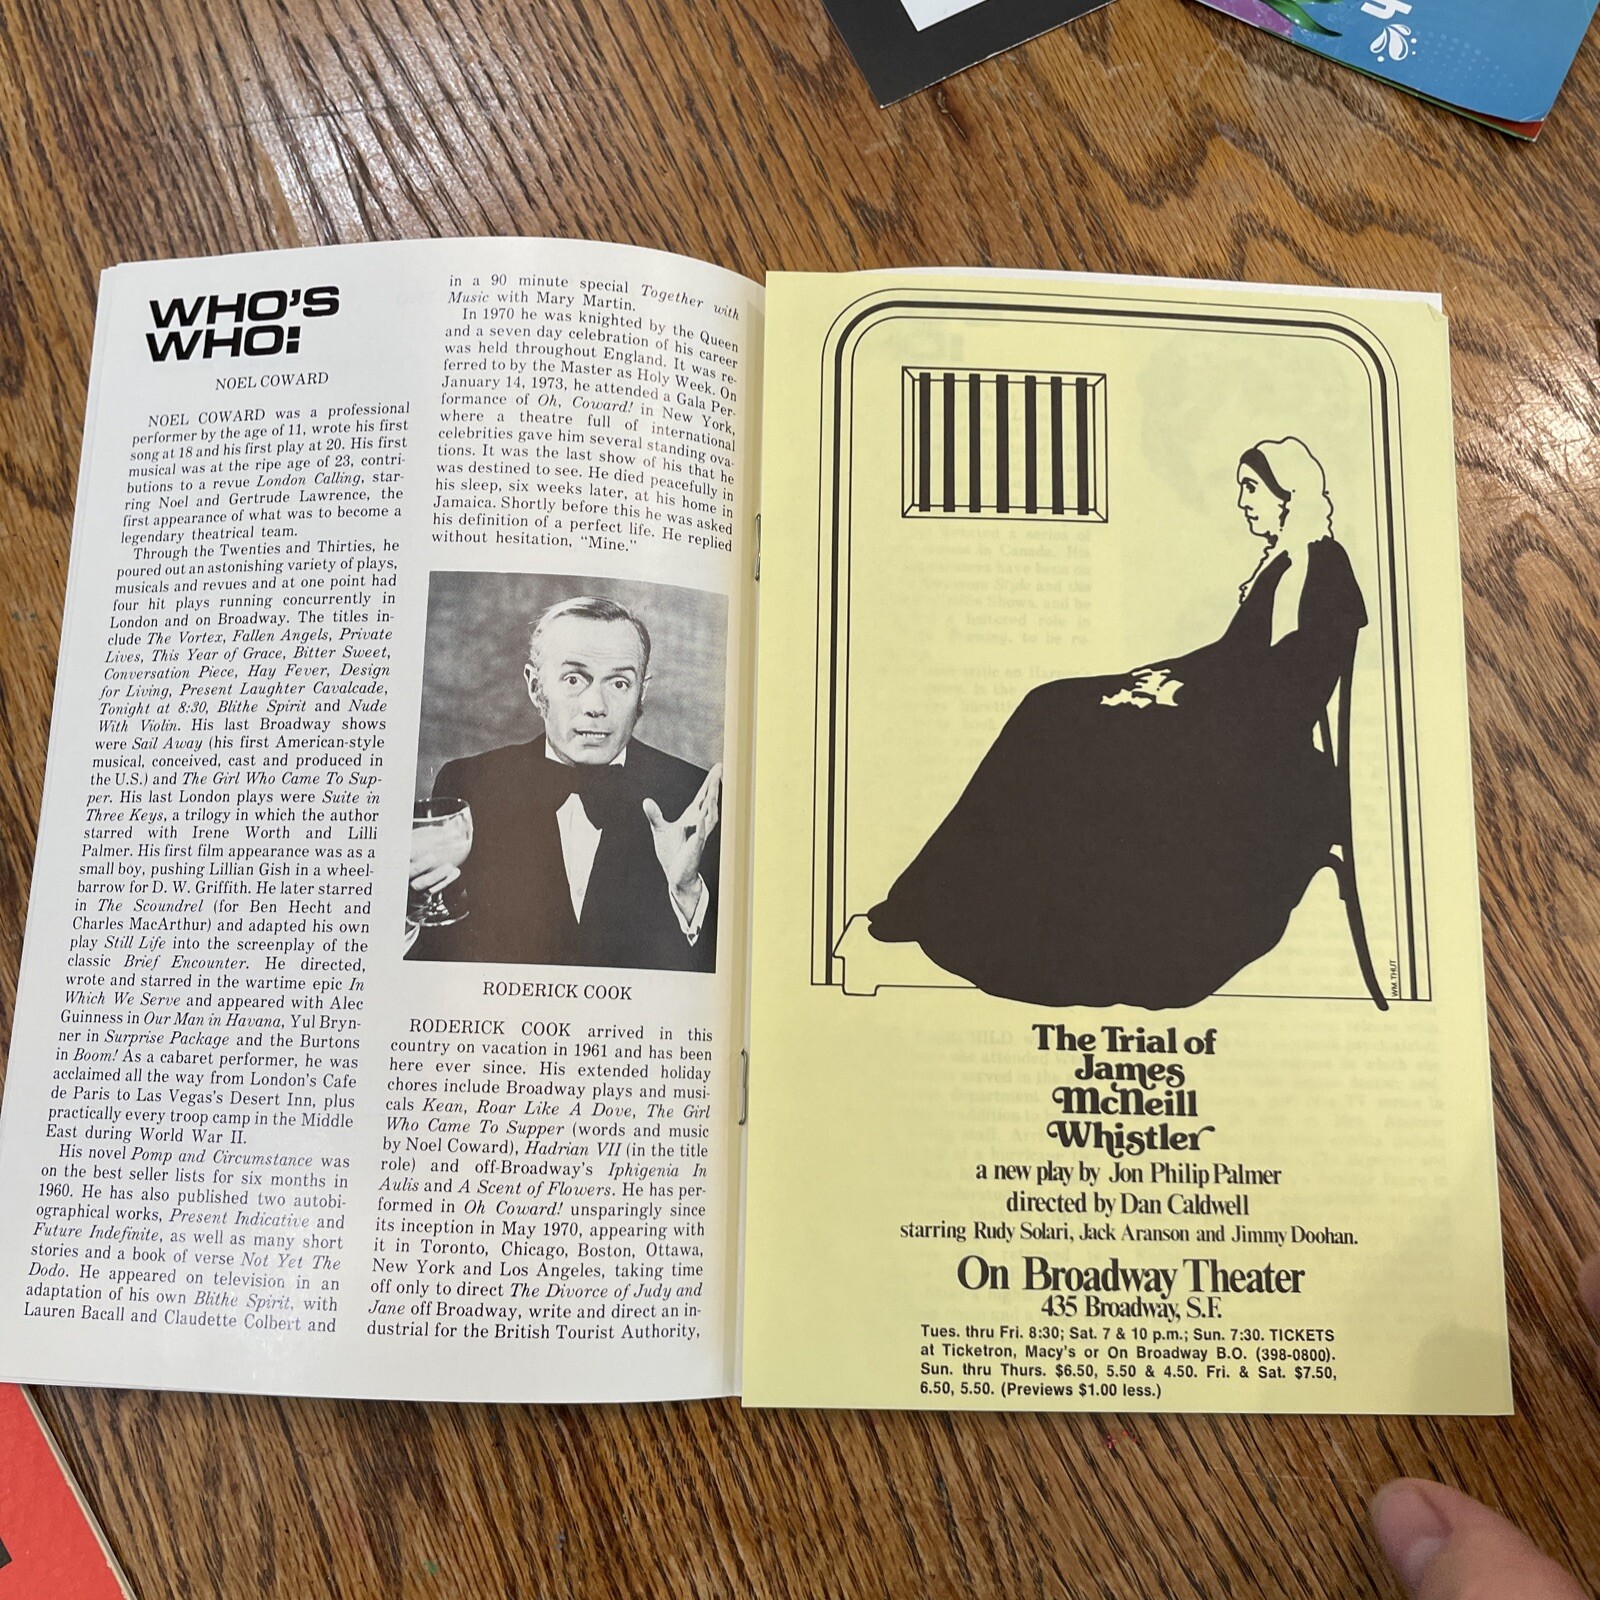 WHO'S
WHO:
NOEL COWARD
NOEL COWARD was a professional
performer by the age of 11, wrote his first
song at 18 and his first play at 20. His first
musical was at the ripe age of 23, contri-
butions to a revue London Calling, star-
ring Noel and Gertrude Lawrence, the
first appearance of what was to become a
legendary theatrical team.
Through the Twenties and Thirties, he
poured out an astonishing variety of plays,
musicals and revues and at one point had
four hit plays running concurrently in
London and on Broadway. The titles in-
clude The Vortex, Fallen Angels, Private
Lives, This Year of Grace, Bitter Sweet,
Conversation Piece, Hay Fever, Design
for Living, Present Laughter Cavalcade,
Tonight at 8:30, Blithe Spirit and Nude
With Violin. His last Broadway shows
were Sail Away (his first American-style
musical, conceived, cast and produced in
the U.S.) and The Girl Who Came To Sup-
per. His last London plays were Suite in
Three Keys, a trilogy in which the author
starred with Irene Worth and Lilli
Palmer. His first film appearance was as a
small boy, pushing Lillian Gish in a wheel-
barrow for D. W. Griffith. He later starred
in The Scoundrel (for Ben Hecht and
Charles MacArthur) and adapted his own
play Still Life into the screenplay of the
classic Brief Encounter. He directed,
wrote and starred in the wartime epic In
Which We Serve and appeared with Alec
Guinness in Our Man in Havana, Yul Bryn-
ner in Surprise Package and the Burtons
in Boom! As a cabaret performer, he was
acclaimed all the way from London's Cafe
de Paris to Las Vegas's Desert Inn, plus
practically every troop camp in the Middle
East during World War II.
His novel Pomp and Circumstance was
on the best seller lists for six months in
1960. He has also published two autobi-
ographical works, Present Indicative and
Future Indefinite, as well as many short
stories and a book of verse Not Yet The
Dodo. He appeared on television in an
adaptation of his own Blithe Spirit, with
Lauren Bacall and Claudette Colbert and
in a 90 minute special Together with
Music with Mary Martin.
In 1970 he was knighted by the Queen
and a seven day celebration of his career
was held throughout England. It was re-
ferred to by the Master as Holy Week. On
January 14, 1973, he attended a Gala Per-
formance of Oh, Coward! in New York,
where a theatre full of international
celebrities gave him several standing ova-
tions. It was the last show of his that he
was destined to see. He died peacefully in
his sleep, six weeks later, at his home in
Jamaica. Shortly before this he was asked
his definition of a perfect life. He replied
without hesitation, “Mine.”
RODERICK COOK
RODERICK COOK arrived in this
country on vacation in 1961 and has been
here ever since. His extended holiday
chores include Broadway plays and musi-
cals Kean, Roar Like A Dove, The Girl
Who Came To Supper (words and music
by Noel Coward), Hadrian VII (in the title
role) and off-Broadway's Iphigenia In
Aulis and A Scent of Flowers. He has per-
formed in Oh Coward! unsparingly since
its inception in May 1970, appearing with
it in Toronto, Chicago, Boston, Ottawa,
New York and Los Angeles, taking time
off only to direct The Divorce of Judy and
Jane off Broadway, write and direct an in-
dustrial for the British Tourist Authority,
WM. THUT
The Trial of
James
McNeill
Whistler
a new play by Jon Philip Palmer
directed by Dan Caldwell
starring Rudy Solari, Jack Aranson and Jimmy Doohan.
On Broadway Theater
435 Broadway, S.F.
Tues. thru Fri. 8:30; Sat. 7 & 10 p.m.; Sun. 7:30. TICKETS
at Ticketron, Macy's or On Broadway B.O. (398-0800).
Sun. thru Thurs. $6.50, 5.50 & 4.50. Fri. & Sat. $7.50,
6.50, 5.50. (Previews $1.00 less.)